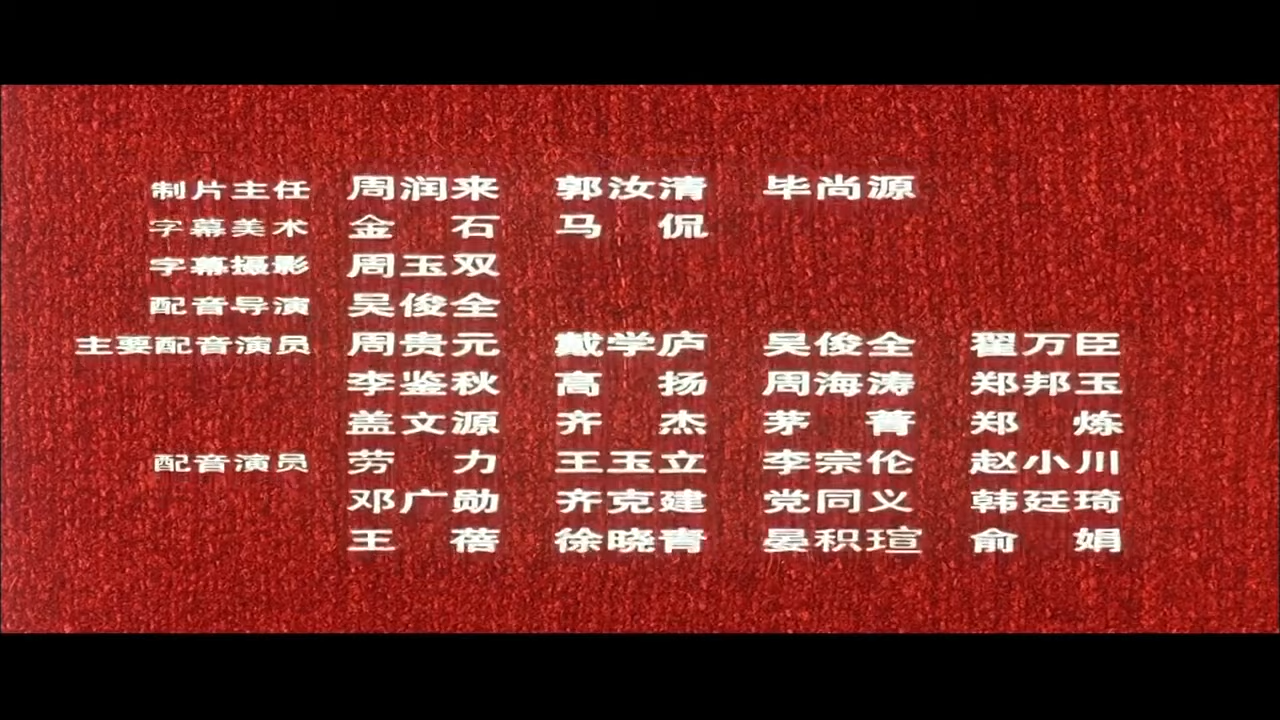 制片主任 周润来 郭汝清 毕尚源
字幕美术 金 石 马 侃
字幕摄影 周玉双
配音导演 吴俊全
主要配音演员 周贵元 戴学庐 吴俊全 翟万臣
李鉴秋 高 扬 周海涛 郑邦玉
盖文源 齐 杰 茅 菁 郑 炼
配音演员 劳 力 王玉立 李宗伦 赵小川
邓广勋 齐克建 党同义 韩廷琦
王 蓓 徐晓青 晏积瑄 俞 娟